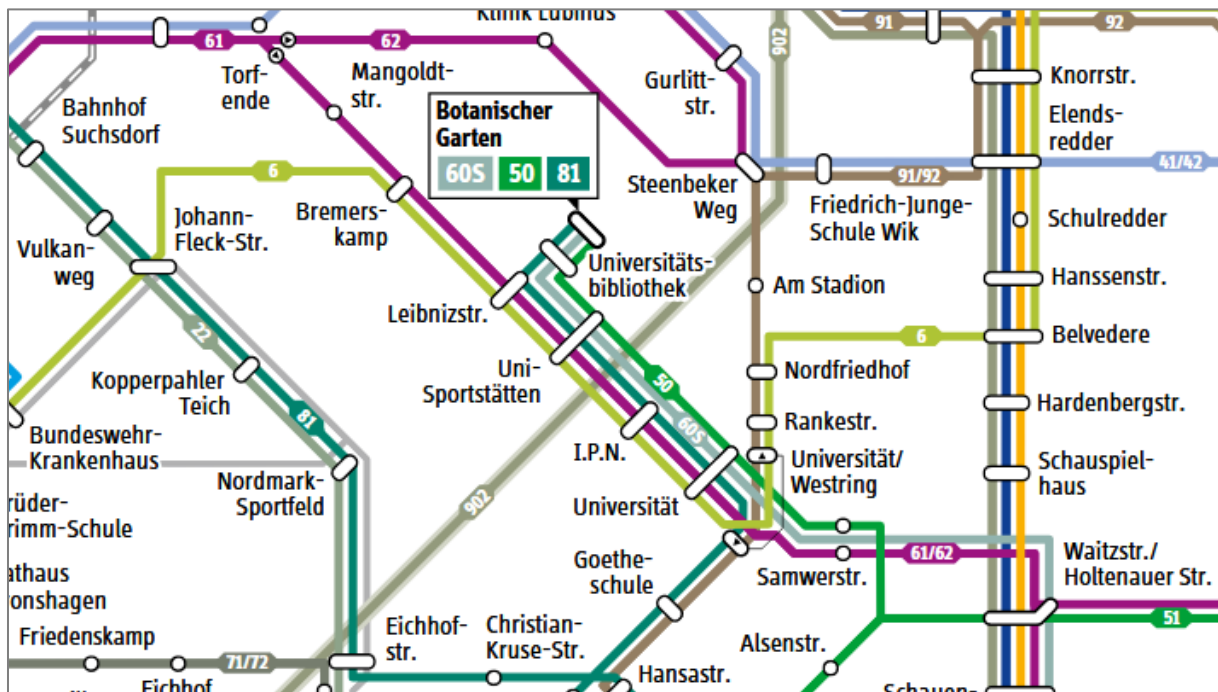 Klinik Lubinus
91
92
61
62
902
Torf-
ende
Mangoldt-
str.
Gurlitt-
str.
Knorrstr.
Bahnhof
Suchsdorf
Botanischer
Garten
60S 50 81
Elends-
redder
41/42
6
91/92
Steenbeker
Weg
Friedrich-Junge-
Schule Wik
Schulredder
Johann-
Fleck-Str.
Bremers-
kamp
Vulkan-
weg
Universitäts-
bibliothek
Am Stadion
Hanssenstr.
Leibnizstr.
22
6
Belvedere
Uni-
Sportstätten
50
Nordfriedhof
Kopperpahler
Teich
81
60S
Hardenbergstr.
Rankestr.
Bundeswehr-
Krankenhaus
I.P.N.
Universität/
Westring
Schauspiel-
haus
Nordmark-
Sportfeld
902
Universität
rüder-
rimm-Schule
61/62
Waitzstr./
Holtenauer Str.
Goethe-
schule
Samwerstr.
athaus
onshagen
51
Friedenskamp
Eichhof-
str.
Christian-
Kruse-Str.
Alsenstr.
71/72
Hansastr.
Eichhof
Schauen-